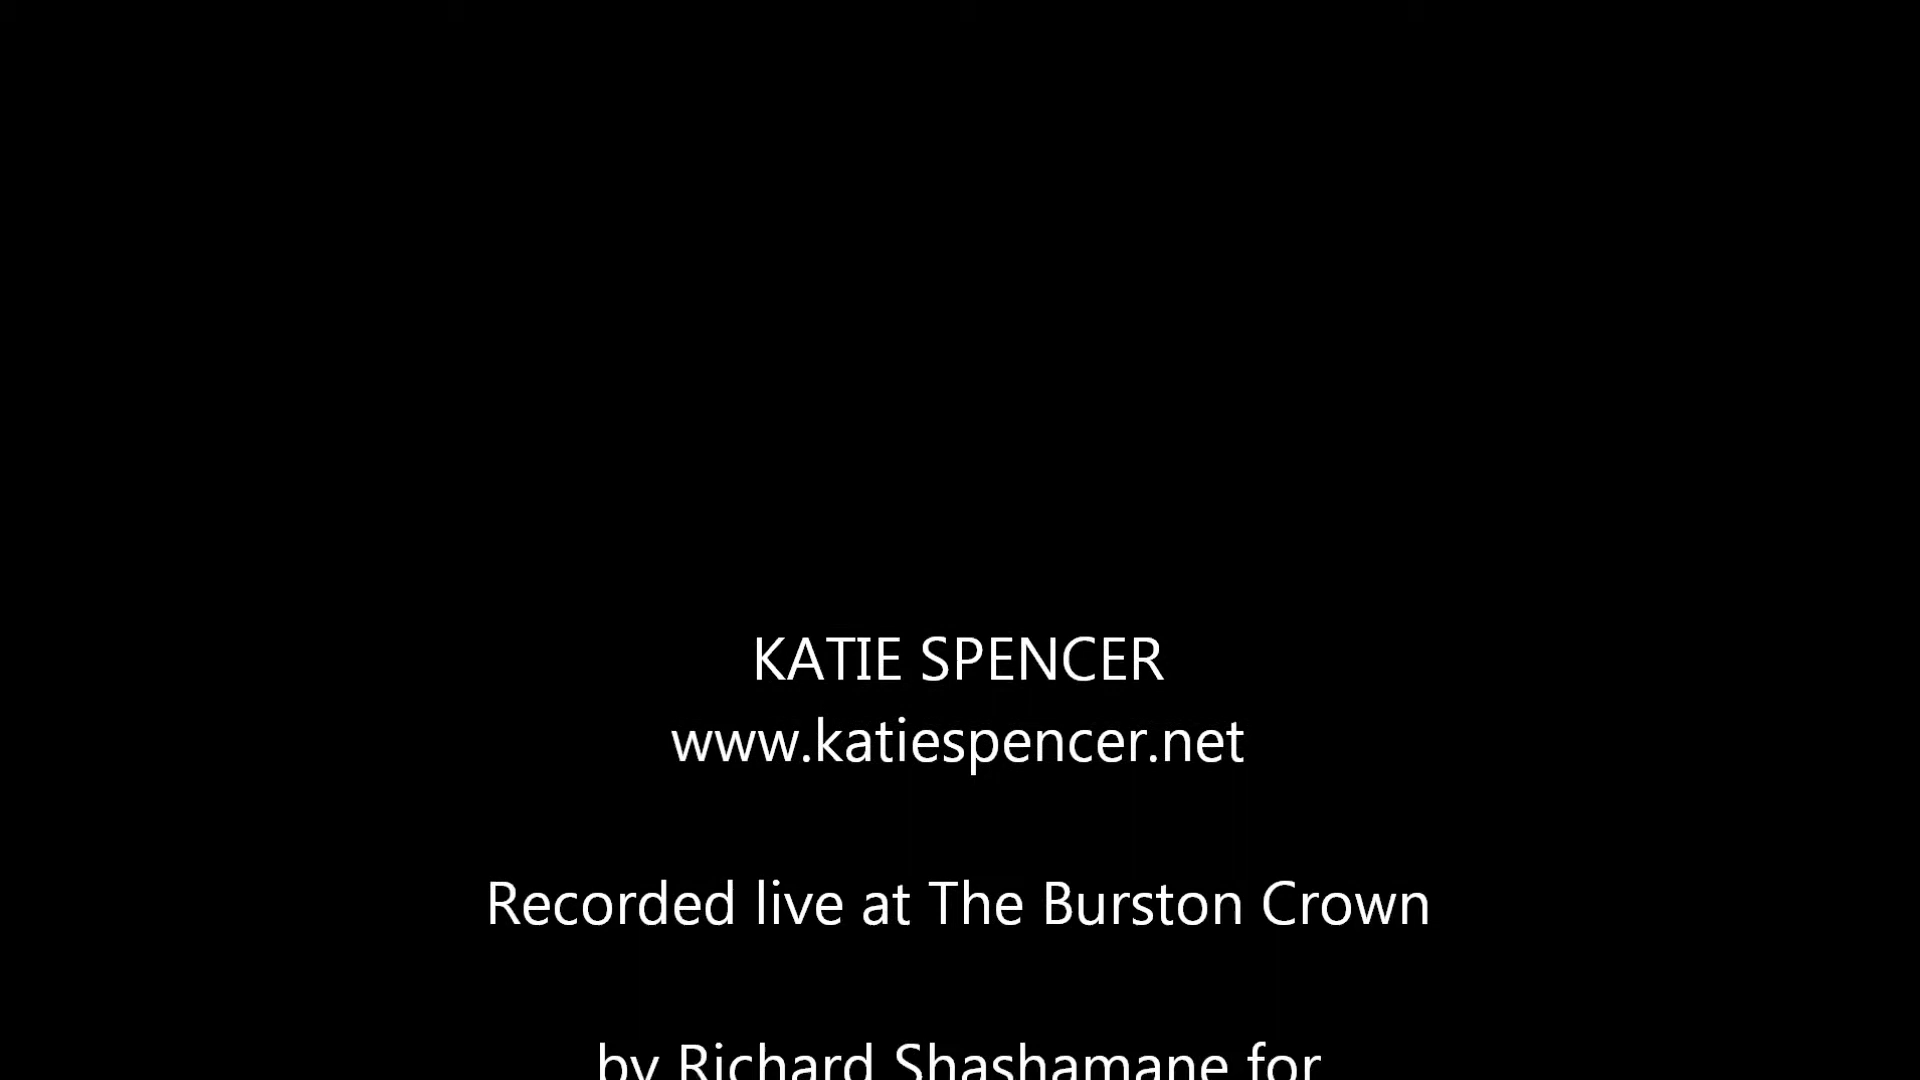 KATIE SPENCER
www.katiespencer.net
Recorded live at The Burston Crown
by Richard Shashamane for